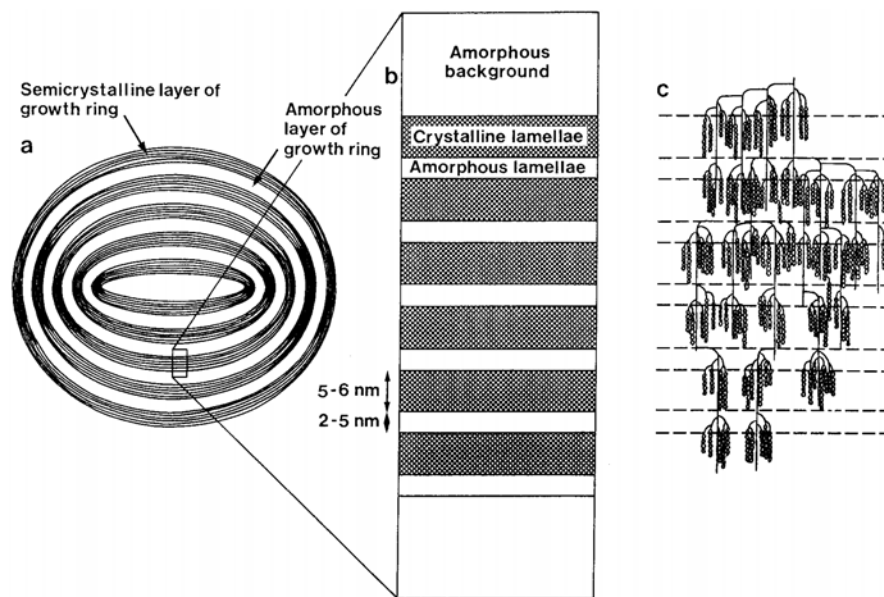 Semicrystalline layer of
growth ring
a
Amorphous
layer of
growth ring
b
Amorphous
background
Crystalline lamellae
Amorphous lamellae
5-6 nm
2-5 nm
c